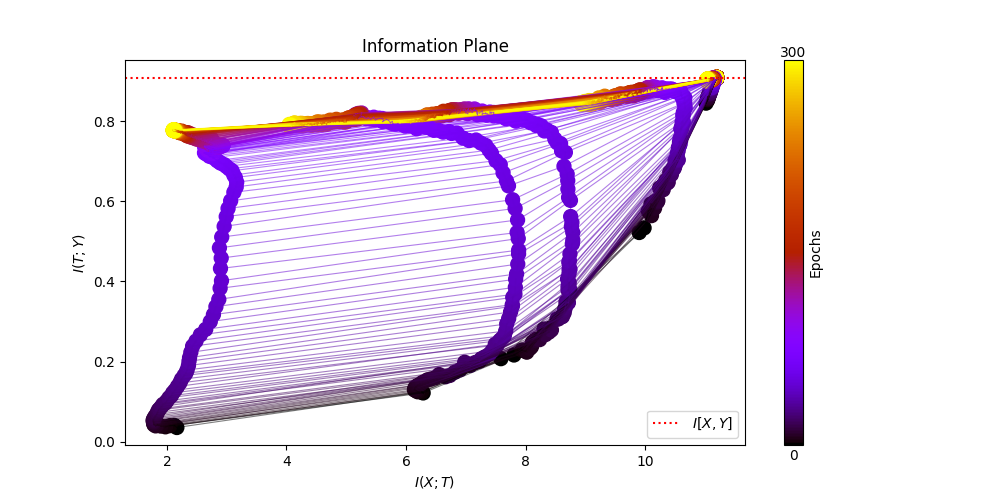 Information Plane
300
0.8
0.6
0.4
0.2
0.0
I(T; Y)
2
4
6
8
10
I(X; T)
I[X, Y]
Epochs
0